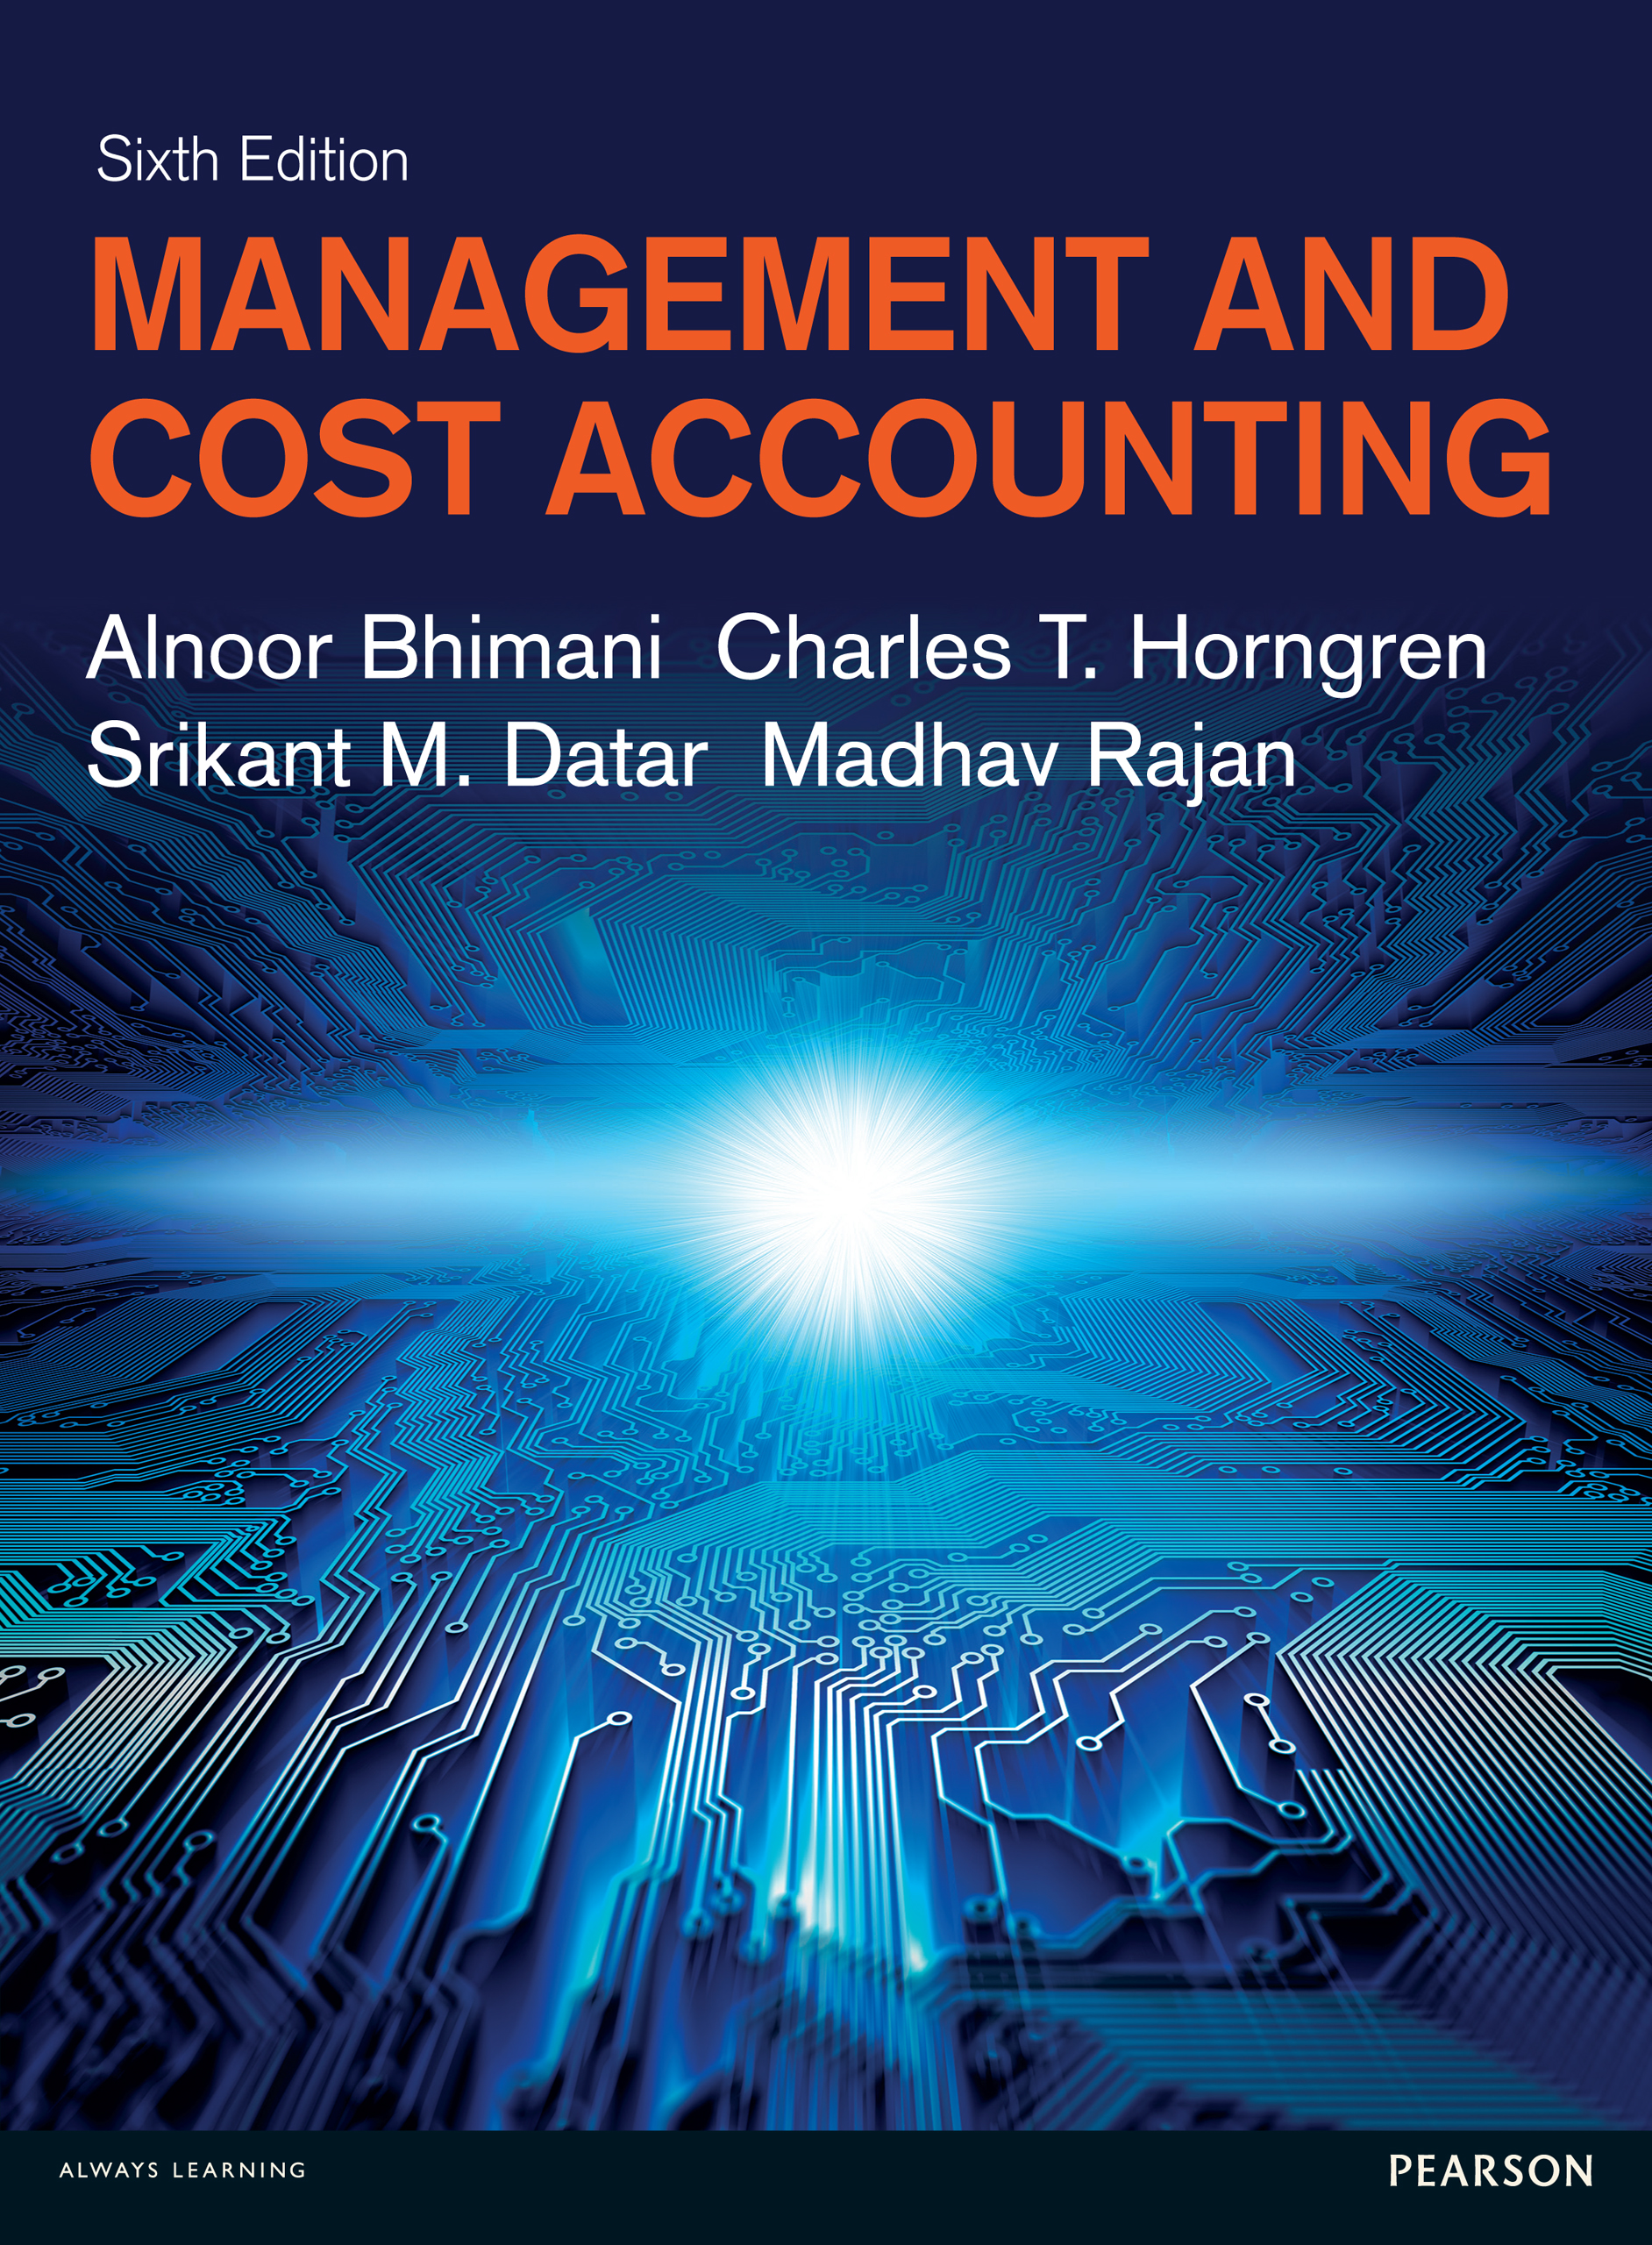 Sixth Edition
MANAGEMENT AND
COST ACCOUNTING
Alnoor Bhimani Charles T. Horngren
Srikant M. Datar Madhav Rajan
ALWAYS LEARNING
PEARSON